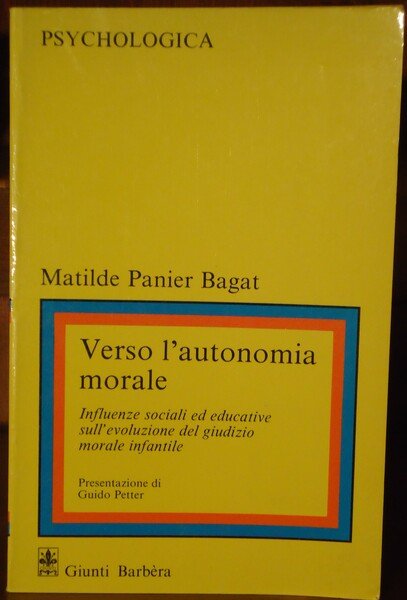 PSYCHOLOGICA
Matilde Panier Bagat
Verso l'autonomia
morale
Influenze sociali ed educative
sull'evoluzione del giudizio
morale infantile
Presentazione di
Guido Petter
Giunti Barbèra